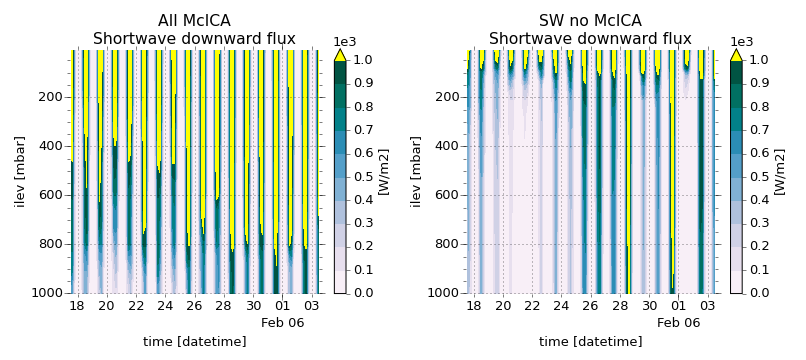 All McICA
Shortwave downward flux
1e3
1.0
0.9
0.8
0.7
0.6
0.5
0.4
0.3
0.2
0.1
0.0
[W/m2]
200
400
600
800
1000
ilev [mbar]
18 20 22 24 26 28 30 01 03
Feb 06
time [datetime]
SW no McICA
Shortwave downward flux
1e3
1.0
0.9
0.8
0.7
0.6
0.5
0.4
0.3
0.2
0.1
0.0
[W/m2]
200
400
600
800
1000
ilev [mbar]
18 20 22 24 26 28 30 01 03
Feb 06
time [datetime]